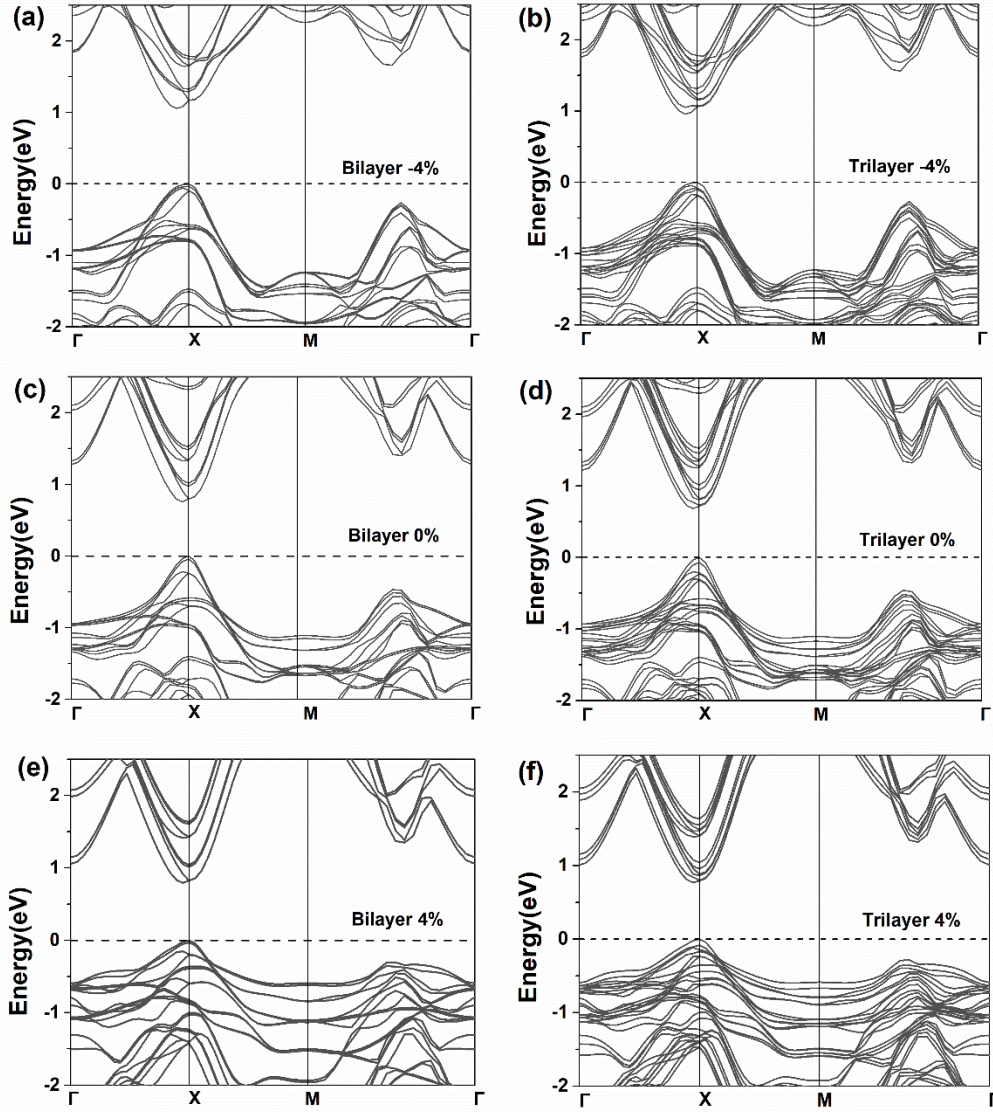 (a)
Energy(eV)
2
1
0
-1
-2
Bilayer -4%
Γ X M Γ
(b)
Energy(eV)
2
1
0
-1
-2
Trilayer -4%
Γ X M Γ
(c)
Energy(eV)
2
1
0
-1
-2
Bilayer 0%
Γ X M Γ
(d)
Energy(eV)
2
1
0
-1
-2
Trilayer 0%
Γ X M Γ
(e)
Energy(eV)
2
1
0
-1
-2
Bilayer 4%
Γ X M Γ
(f)
Energy(eV)
2
1
0
-1
-2
Trilayer 4%
Γ X M Γ